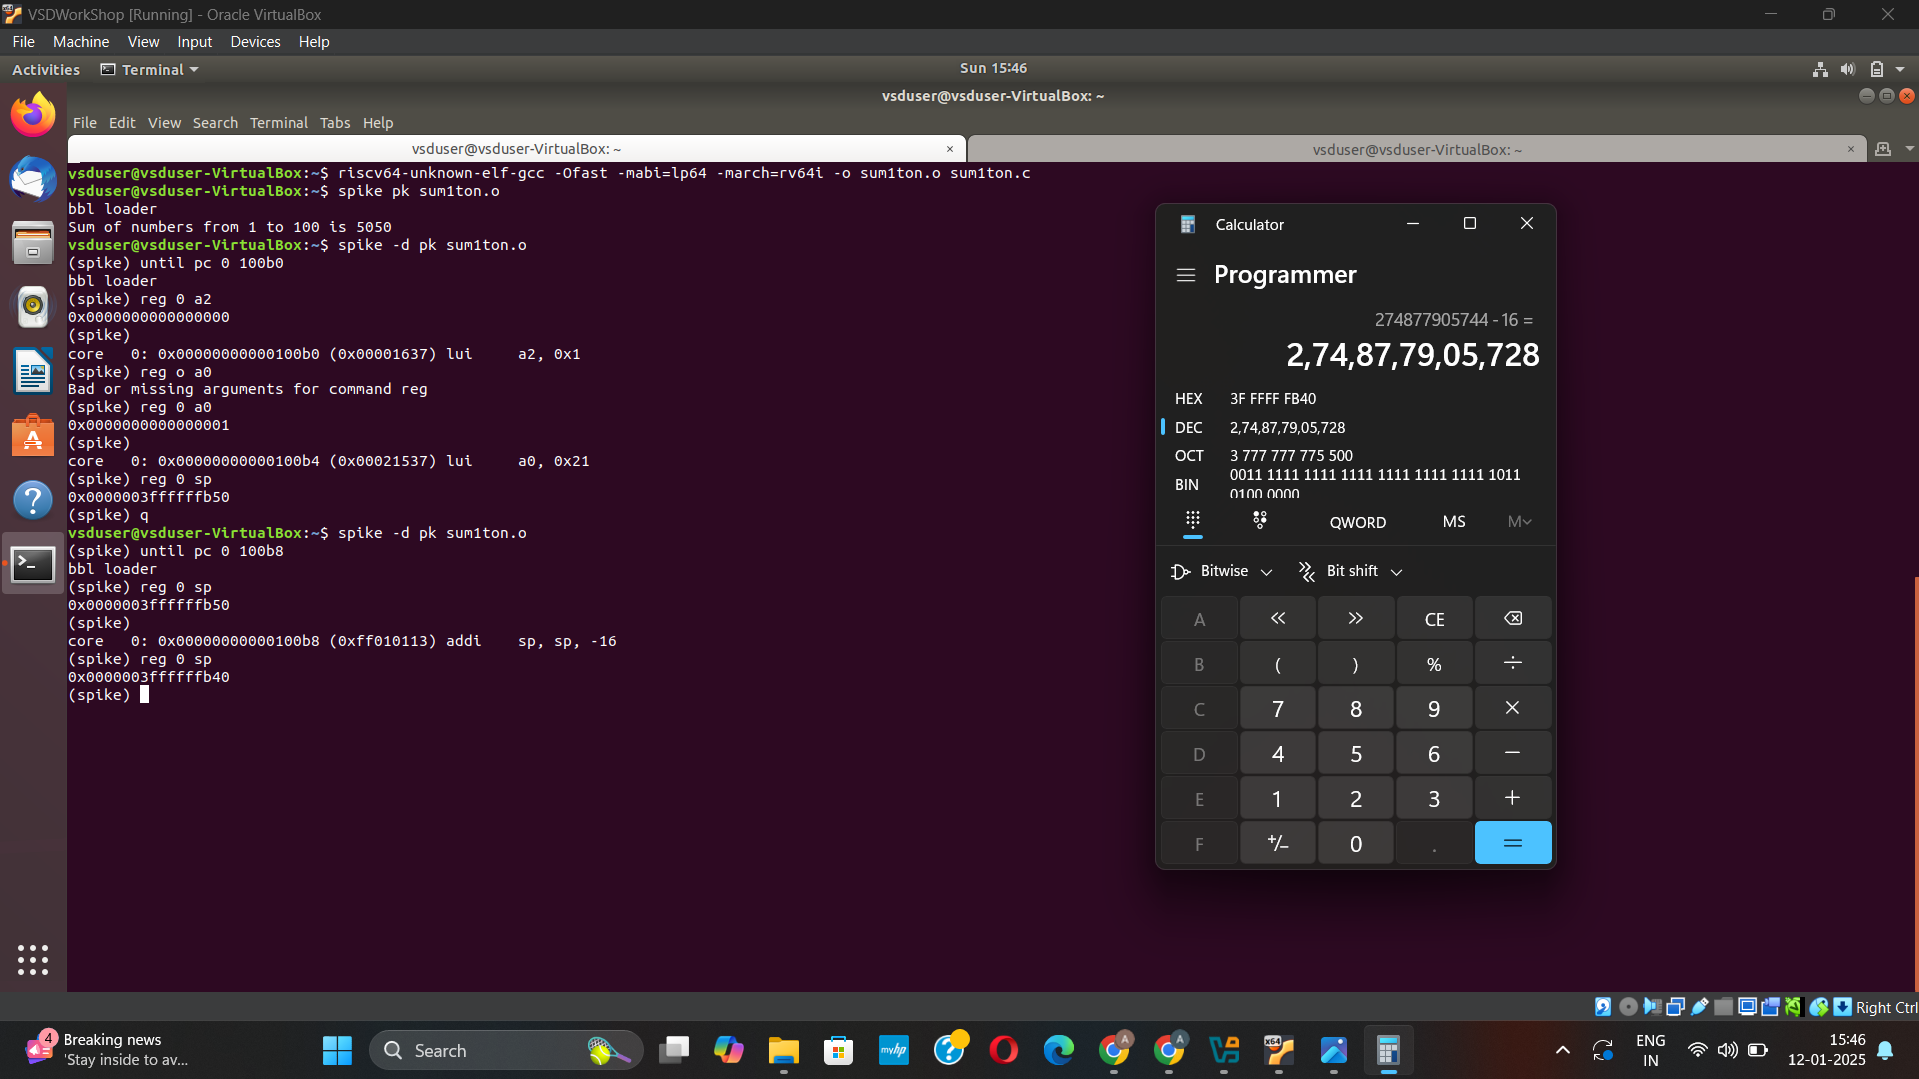 VSDWorkShop [Running] - Oracle VirtualBox
File Machine View Input Devices Help
Activities Terminal Sun 15:46
vsduser@vsduser-VirtualBox: ~
File Edit View Search Terminal Tabs Help
vsduser@vsduser-VirtualBox: ~ × vsduser@vsduser-VirtualBox: ~ ×
vsduser@vsduser-VirtualBox:~$ riscv64-unknown-elf-gcc -Ofast -mabi=lp64 -march=rv64i -o sum1ton.o sum1ton.c
vsduser@vsduser-VirtualBox:~$ spike pk sum1ton.o
bbl loader
Sum of numbers from 1 to 100 is 5050
vsduser@vsduser-VirtualBox:~$ spike -d pk sum1ton.o
(spike) until pc 0 100b0
bbl loader
(spike) reg 0 a2
0x0000000000000000
(spike)
core   0: 0x00000000000100b0 (0x00001637) lui     a2, 0x1
(spike) reg o a0
Bad or missing arguments for command reg
(spike) reg 0 a0
0x0000000000000001
(spike)
core   0: 0x00000000000100b4 (0x00021537) lui     a0, 0x21
(spike) reg 0 sp
0x0000003ffffffb50
(spike) q
vsduser@vsduser-VirtualBox:~$ spike -d pk sum1ton.o
(spike) until pc 0 100b8
bbl loader
(spike) reg 0 sp
0x0000003ffffffb50
(spike)
core   0: 0x00000000000100b8 (0xff010113) addi    sp, sp, -16
(spike) reg 0 sp
0x0000003ffffffb40
(spike)
Calculator
Programmer
274877905744 - 16 =
2,74,87,79,05,728
HEX 3F FFFF FB40
DEC 2,74,87,79,05,728
OCT 3 777 777 775 500
BIN 0011 1111 1111 1111 1111 1111 1111 1011
0100 0000
QWORD MS M
Bitwise Bit shift
A « » CE
B ( ) % ÷
C 7 8 9 ×
D 4 5 6 −
E 1 2 3 +
F +/− 0 . =
Right Ctrl
4 Breaking news
'Stay inside to av...
Search
myhp
A A
x64
ENG
IN
15:46
12-01-2025